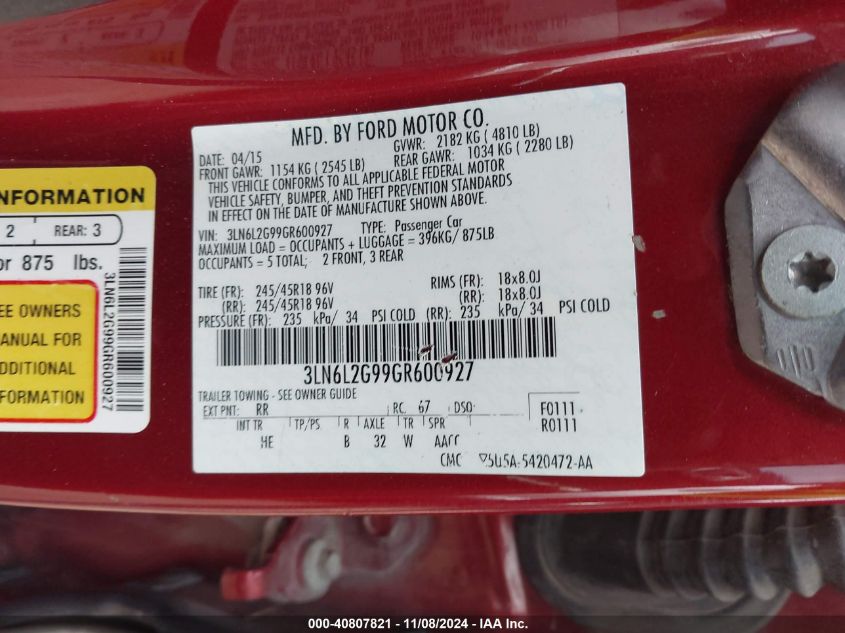 MFD. BY FORD MOTOR CO.
DATE: 04/15 GVWR: 2182 KG ( 4810 LB)
FRONT GAWR: 1154 KG ( 2545 LB) REAR GAWR: 1034 KG ( 2280 LB)
THIS VEHICLE CONFORMS TO ALL APPLICABLE FEDERAL MOTOR
VEHICLE SAFETY, BUMPER, AND THEFT PREVENTION STANDARDS
IN EFFECT ON THE DATE OF MANUFACTURE SHOWN ABOVE.
VIN: 3LN6L2G99GR600927 TYPE: Passenger Car
MAXIMUM LOAD = OCCUPANTS + LUGGAGE = 396KG/ 875LB
OCCUPANTS = 5 TOTAL; 2 FRONT, 3 REAR
TIRE (FR): 245/45R18 96V RIMS (FR): 18x8.0J
(RR): 245/45R18 96V (RR): 18x8.0J
PRESSURE (FR): 235 kPa/ 34 PSI COLD (RR): 235 kPa/ 34 PSI COLD
3LN6L2G99GR600927
TRAILER TOWING - SEE OWNER GUIDE
EXT PNT: RR RC: 67 DSO: F0111
INT TR TP/PS R AXLE TR SPR R0111
HE B 32 W
CMC 5U5A-5420472-AA
NFORMATION
2 REAR: 3
or 875 lbs.
EE OWNERS
MANUAL FOR
DDITIONAL
FORMATION
3LN6L2G99GR600927
000-40807821 - 11/08/2024 - IAA Inc.